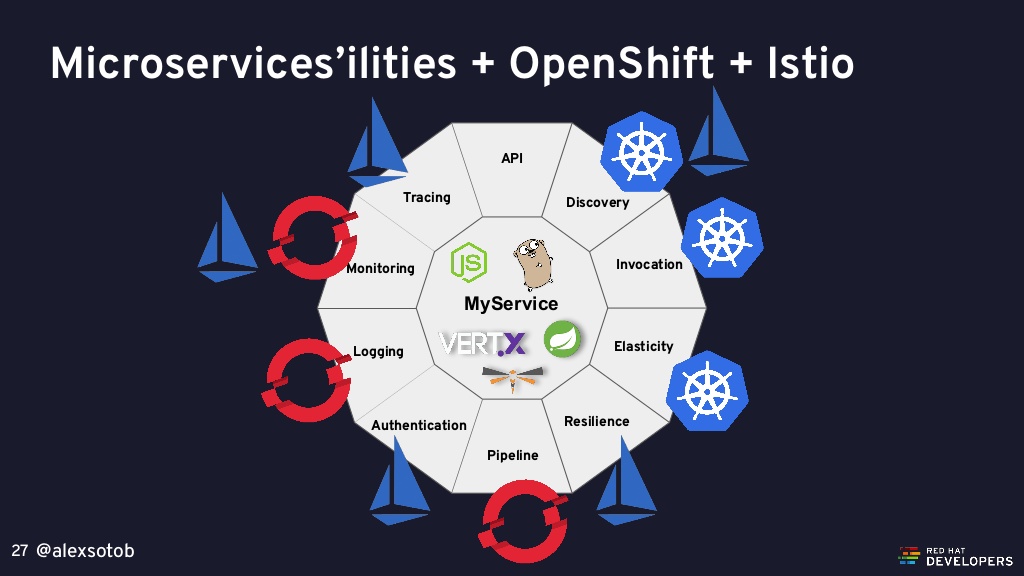 Microservices’ilities + OpenShift + Istio
API
Tracing
Discovery
Monitoring
Invocation
JS
MyService
VERT.X
Logging
Elasticity
Authentication
Resilience
Pipeline
27 @alexsotob
RED HAT
DEVELOPERS